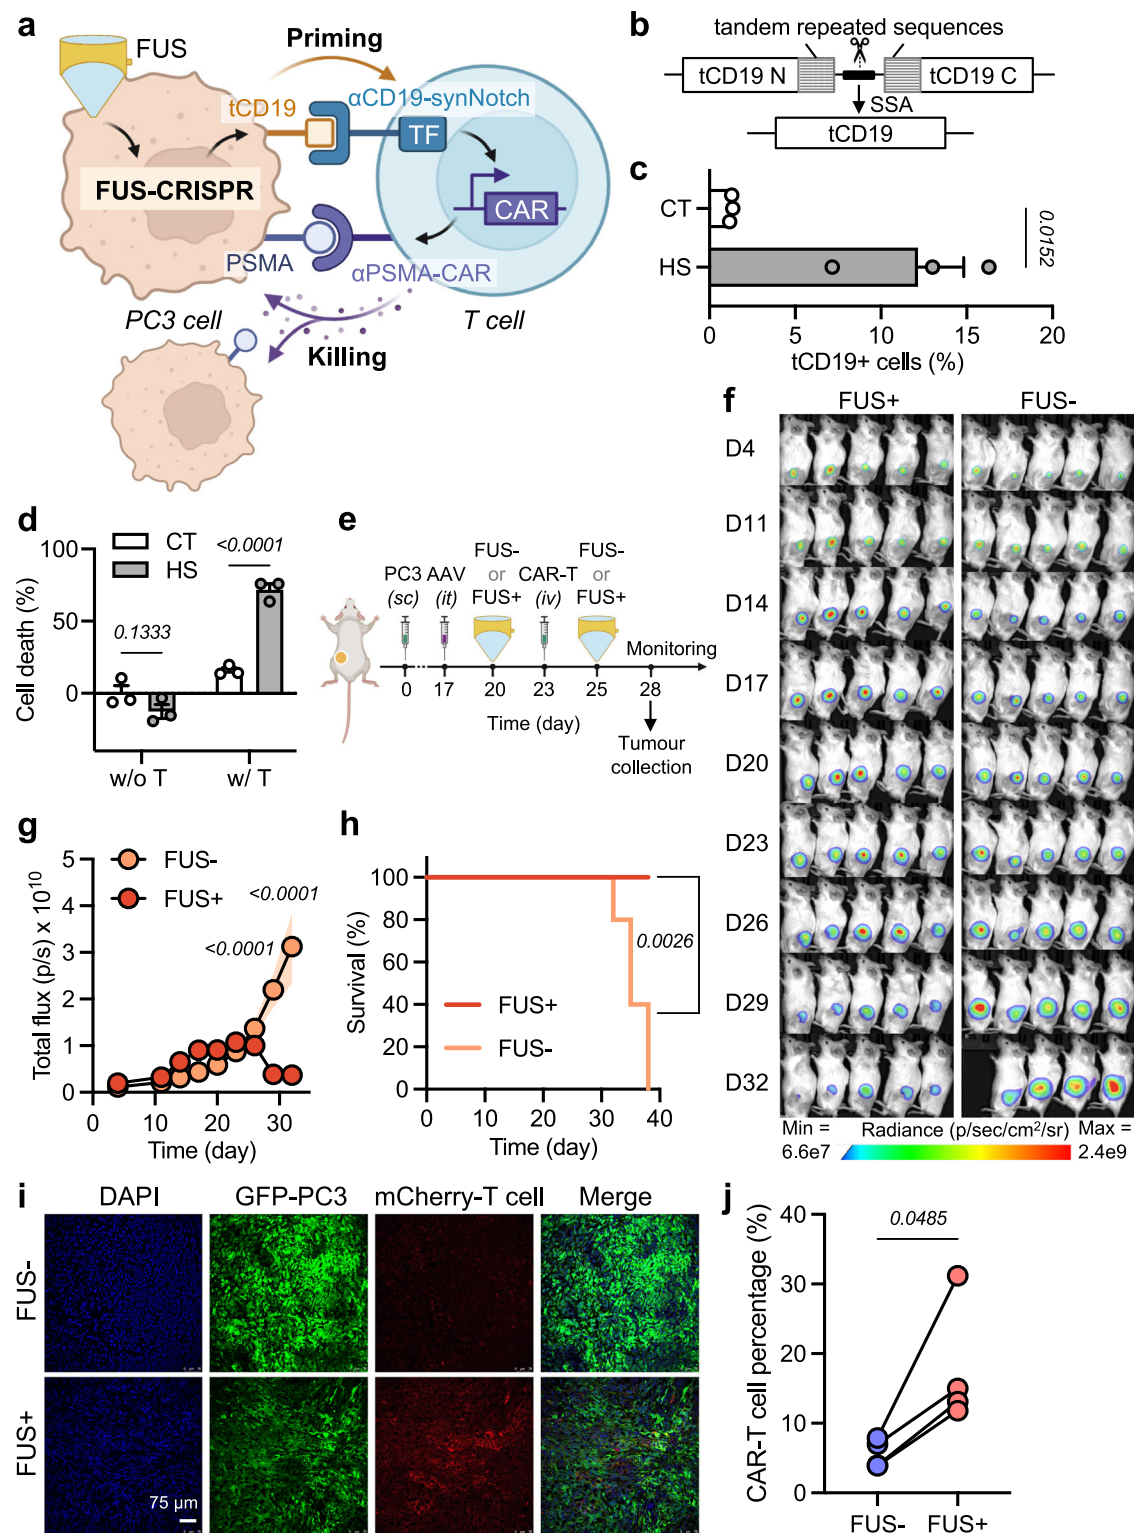 a
FUS
Priming
tCD19
αCD19-synNotch
TF
FUS-CRISPR
CAR
PSMA
αPSMA-CAR
PC3 cell
T cell
Killing
b
tandem repeated sequences
tCD19 N
tCD19 C
SSA
tCD19
c
CT
HS
0.0152
0 5 10 15 20
tCD19+ cells (%)
d
CT
HS
<0.0001
0.1333
100
50
0
Cell death (%)
w/o T w/ T
e
FUS- FUS-
PC3 AAV or CAR-T or
(sc) (it) FUS+ (iv) FUS+
Monitoring
0 17 20 23 25 28
Time (day)
Tumour
collection
f
FUS+ FUS-
D4
D11
D14
D17
D20
D23
D26
D29
D32
Min = Radiance (p/sec/cm²/sr) Max =
6.6e7 2.4e9
g
FUS-
FUS+
<0.0001
<0.0001
5
4
3
2
1
0
Total flux (p/s) x 10¹⁰
0 10 20 30
Time (day)
h
100
80
60
40
20
0
Survival (%)
0.0026
FUS+
FUS-
0 10 20 30 40
Time (day)
i
DAPI GFP-PC3 mCherry-T cell Merge
FUS-
FUS+
75 µm
j
0.0485
40
30
20
10
0
CAR-T cell percentage (%)
FUS- FUS+